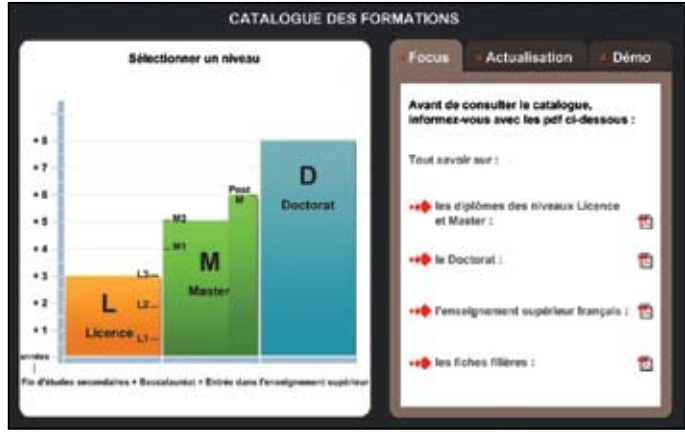 CATALOGUE DES FORMATIONS
Sélectionner un niveau
+ 8
+ 7
+ 6
+ 5
+ 4
+ 3
+ 2
+ 1
années
L
Licence
L3
L2
L1
M
Master
M2
M1
Post
M
D
Doctorat
Fin d'études secondaires + Baccalauréat + Entrée dans l'enseignement supérieur
Focus
Actualisation
Démo
Avant de consulter le catalogue,
informez-vous avec les pdf ci-dessous :
Tout savoir sur :
les diplômes des niveaux Licence
et Master :
le Doctorat :
l'enseignement supérieur français :
les fiches filières :